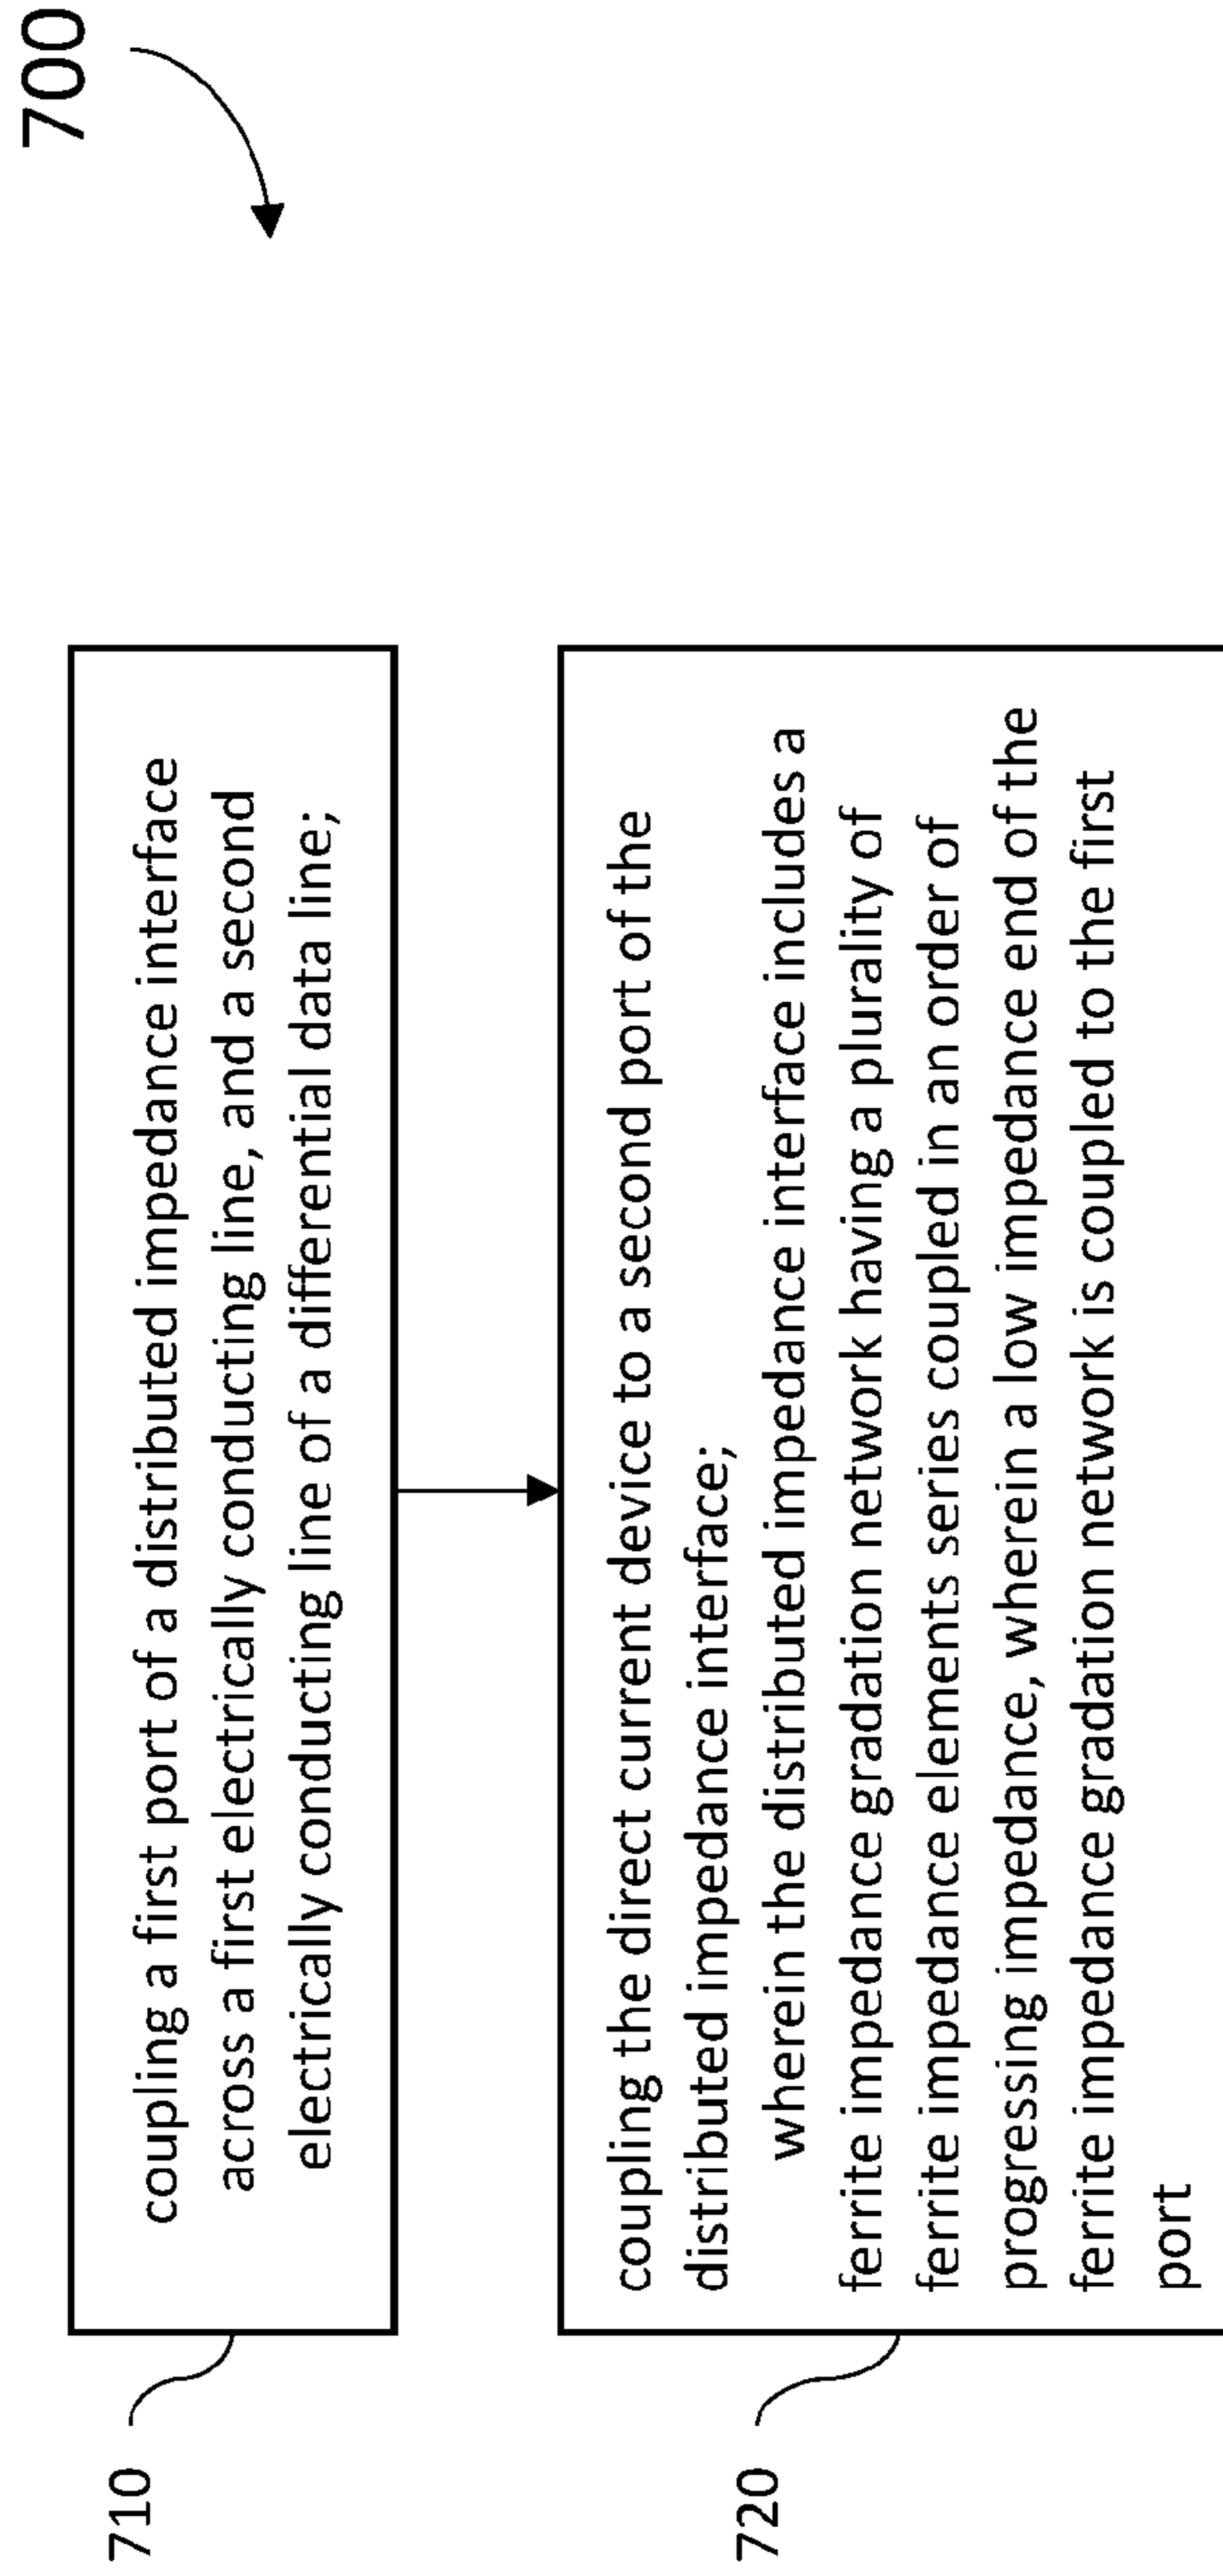 700
710
coupling a first port of a distributed impedance interface
across a first electrically conducting line, and a second
electrically conducting line of a differential data line;
720
coupling the direct current device to a second port of the
distributed impedance interface;
wherein the distributed impedance interface includes a
ferrite impedance gradation network having a plurality of
ferrite impedance elements series coupled in an order of
progressing impedance, wherein a low impedance end of the
ferrite impedance gradation network is coupled to the first
port